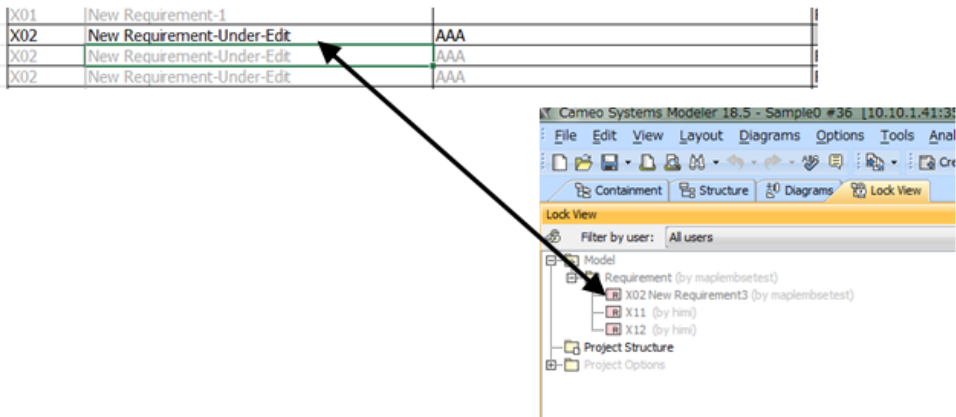 X01 New Requirement-1
X02 New Requirement-Under-Edit AAA
X02 New Requirement-Under-Edit AAA
X02 New Requirement-Under-Edit AAA
Cameo Systems Modeler 18.5 - Sample0 #36 [10.10.1.41:35
File Edit View Layout Diagrams Options Tools Anal
Cre
Containment Structure Diagrams Lock View
Lock View
Filter by user: All users
Model
Requirement (by maplembsetest)
X02 New Requirement3 (by maplembsetest)
X11 (by himi)
X12 (by himi)
Project Structure
Project Options